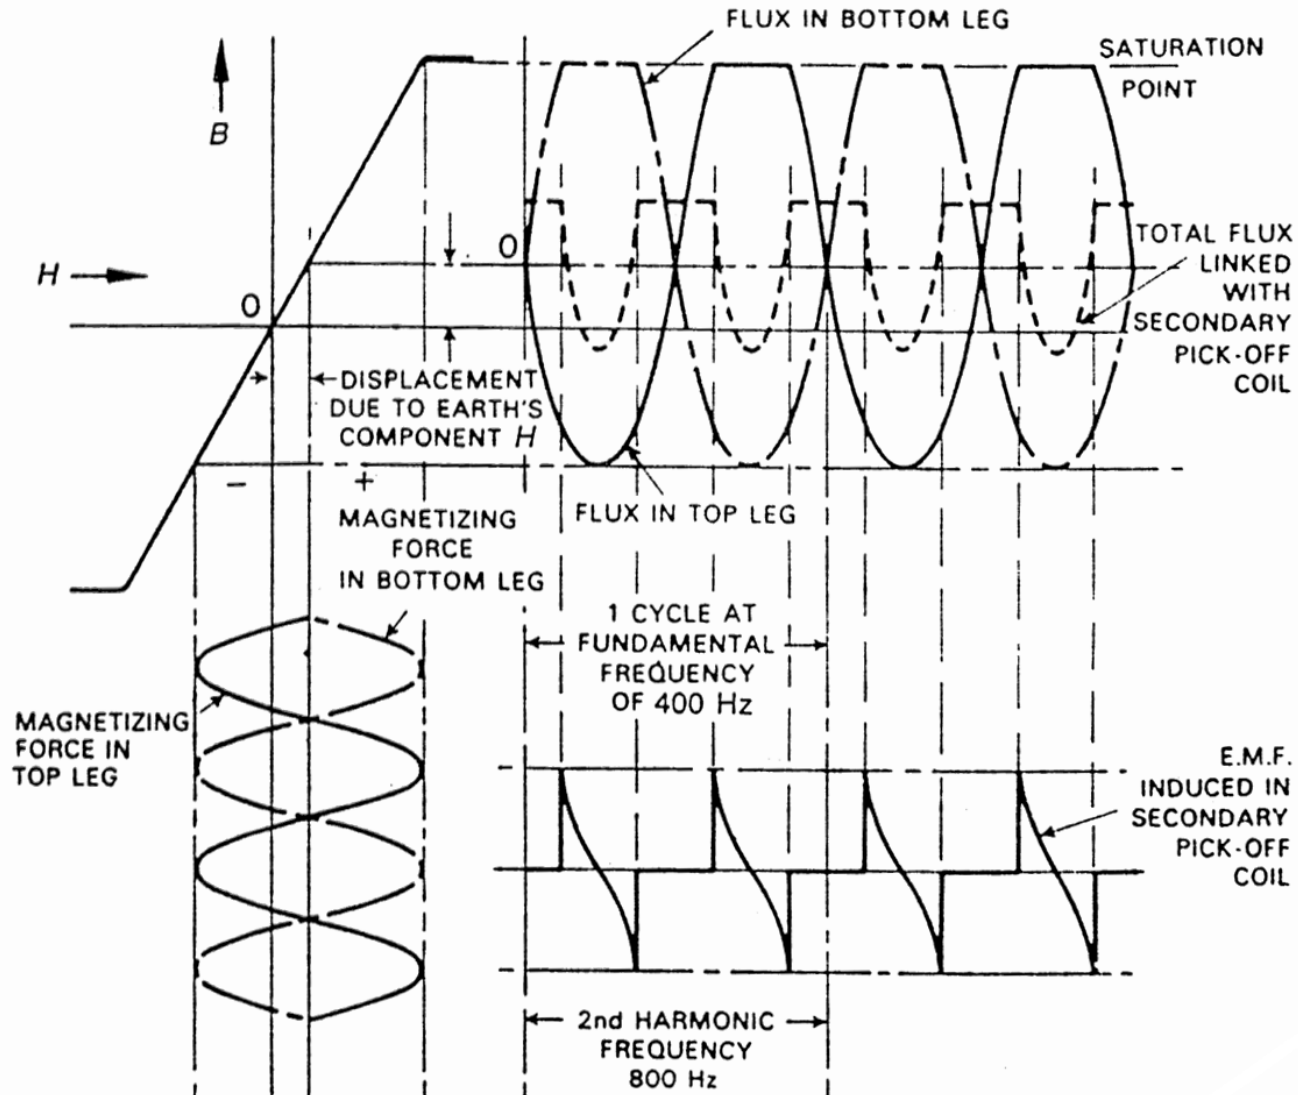 FLUX IN BOTTOM LEG
SATURATION
POINT
B
H
O
O
TOTAL FLUX
LINKED
WITH
SECONDARY
PICK-OFF
COIL
DISPLACEMENT
DUE TO EARTH'S
COMPONENT H
−
+
FLUX IN TOP LEG
MAGNETIZING
FORCE
IN BOTTOM LEG
1 CYCLE AT
FUNDAMENTAL
FREQUENCY
OF 400 Hz
MAGNETIZING
FORCE IN
TOP LEG
E.M.F.
INDUCED IN
SECONDARY
PICK-OFF
COIL
2nd HARMONIC
FREQUENCY
800 Hz